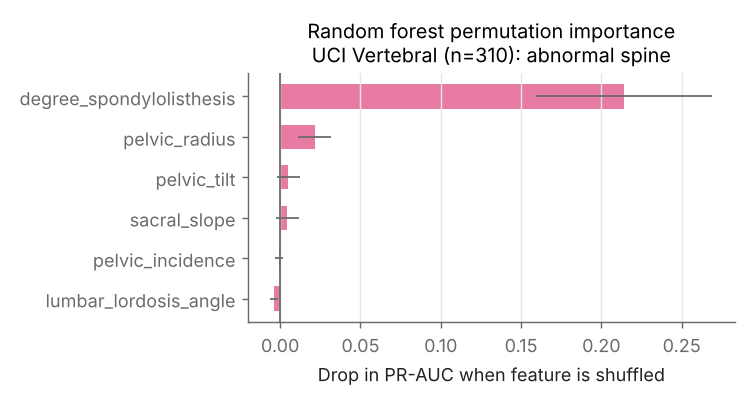 Random forest permutation importance
UCI Vertebral (n=310): abnormal spine
degree_spondylolisthesis
pelvic_radius
pelvic_tilt
sacral_slope
pelvic_incidence
lumbar_lordosis_angle
0.00 0.05 0.10 0.15 0.20 0.25
Drop in PR-AUC when feature is shuffled